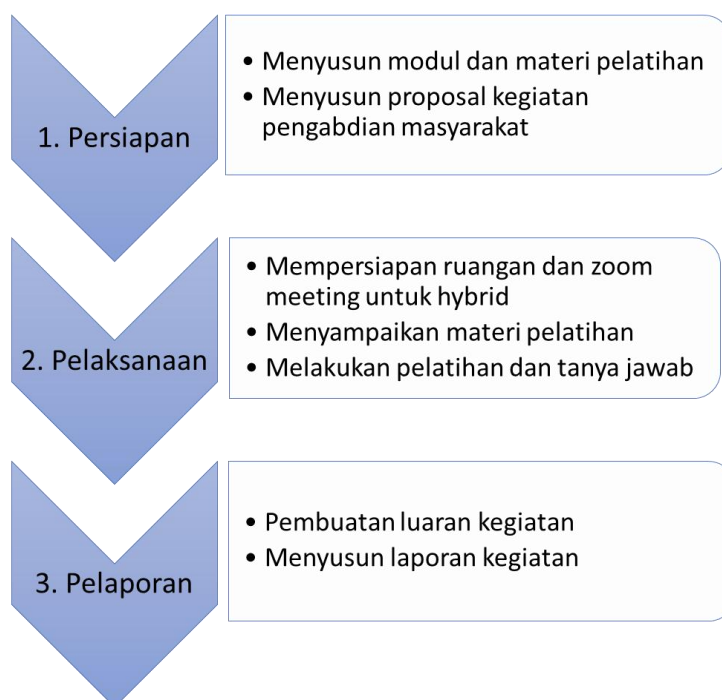 1. Persiapan
• Menyusun modul dan materi pelatihan
• Menyusun proposal kegiatan
pengabdian masyarakat
2. Pelaksanaan
• Mempersiapan ruangan dan zoom
meeting untuk hybrid
• Menyampaikan materi pelatihan
• Melakukan pelatihan dan tanya jawab
3. Pelaporan
• Pembuatan luaran kegiatan
• Menyusun laporan kegiatan